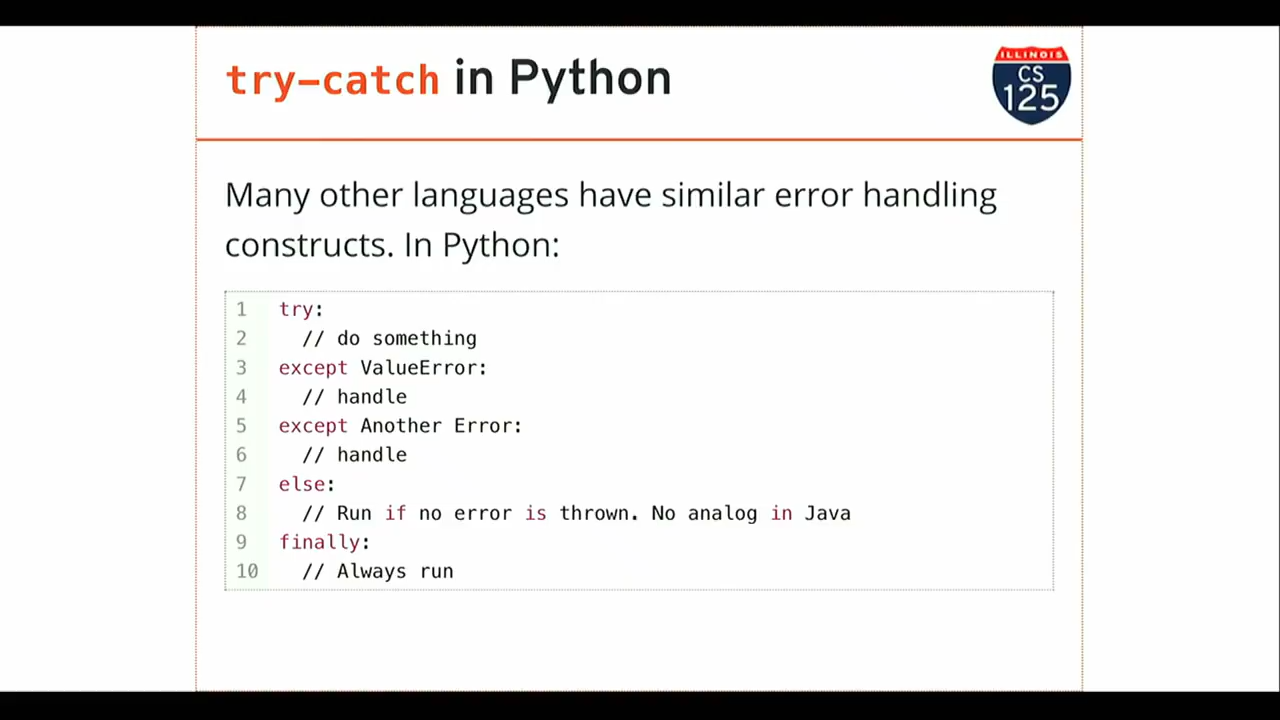 try-catch in Python
ILLINOIS
CS
125
Many other languages have similar error handling
constructs. In Python:
1 try:
2 // do something
3 except ValueError:
4 // handle
5 except Another Error:
6 // handle
7 else:
8 // Run if no error is thrown. No analog in Java
9 finally:
10 // Always run